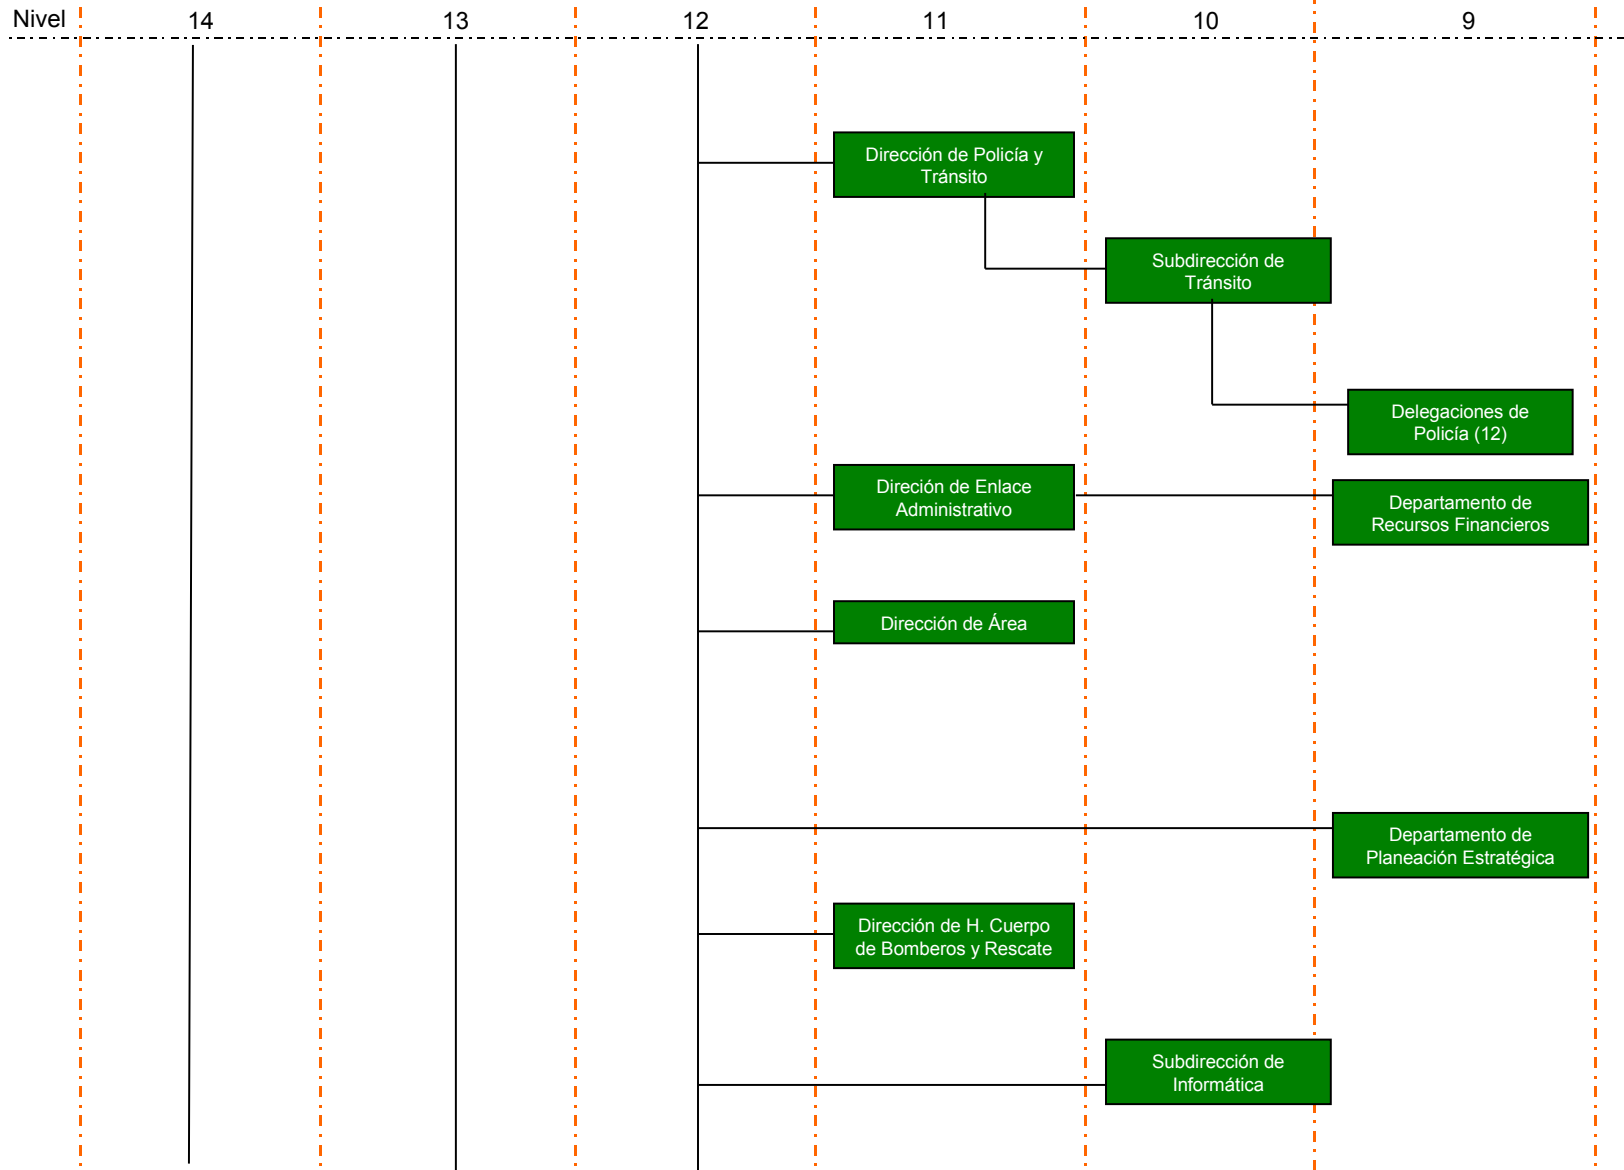 Nivel 14 13 12 11 10 9
Dirección de Policía y
Tránsito
Subdirección de
Tránsito
Delegaciones de
Policía (12)
Direción de Enlace
Administrativo
Departamento de
Recursos Financieros
Dirección de Área
Departamento de
Planeación Estratégica
Dirección de H. Cuerpo
de Bomberos y Rescate
Subdirección de
Informática